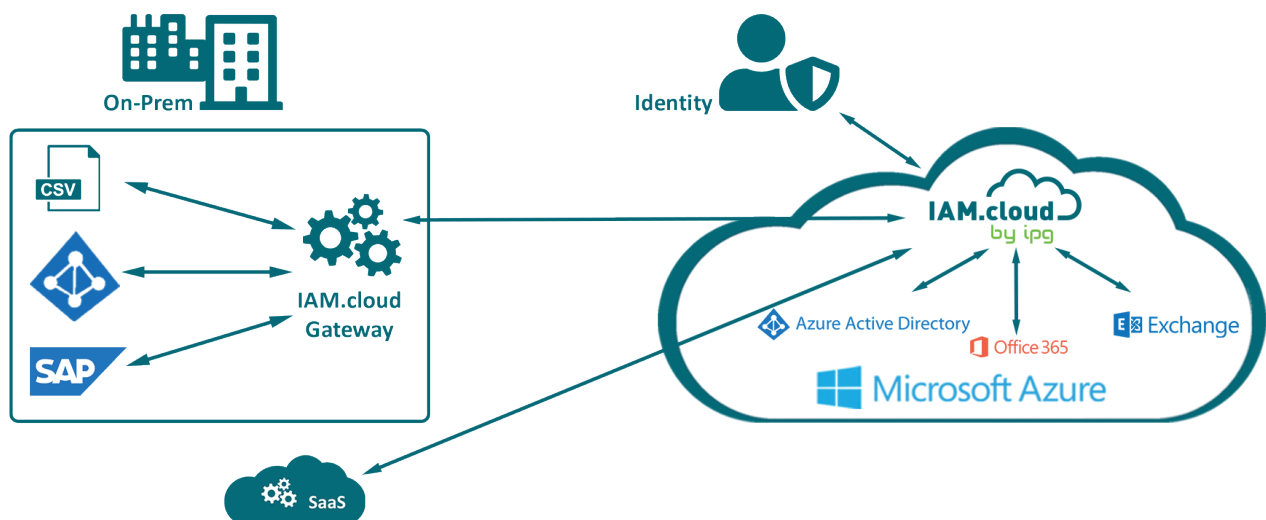 On-Prem
CSV
SAP
IAM.cloud
Gateway
SaaS
Identity
IAM.cloud
by ipg
Azure Active Directory
Office 365
E Exchange
Microsoft Azure